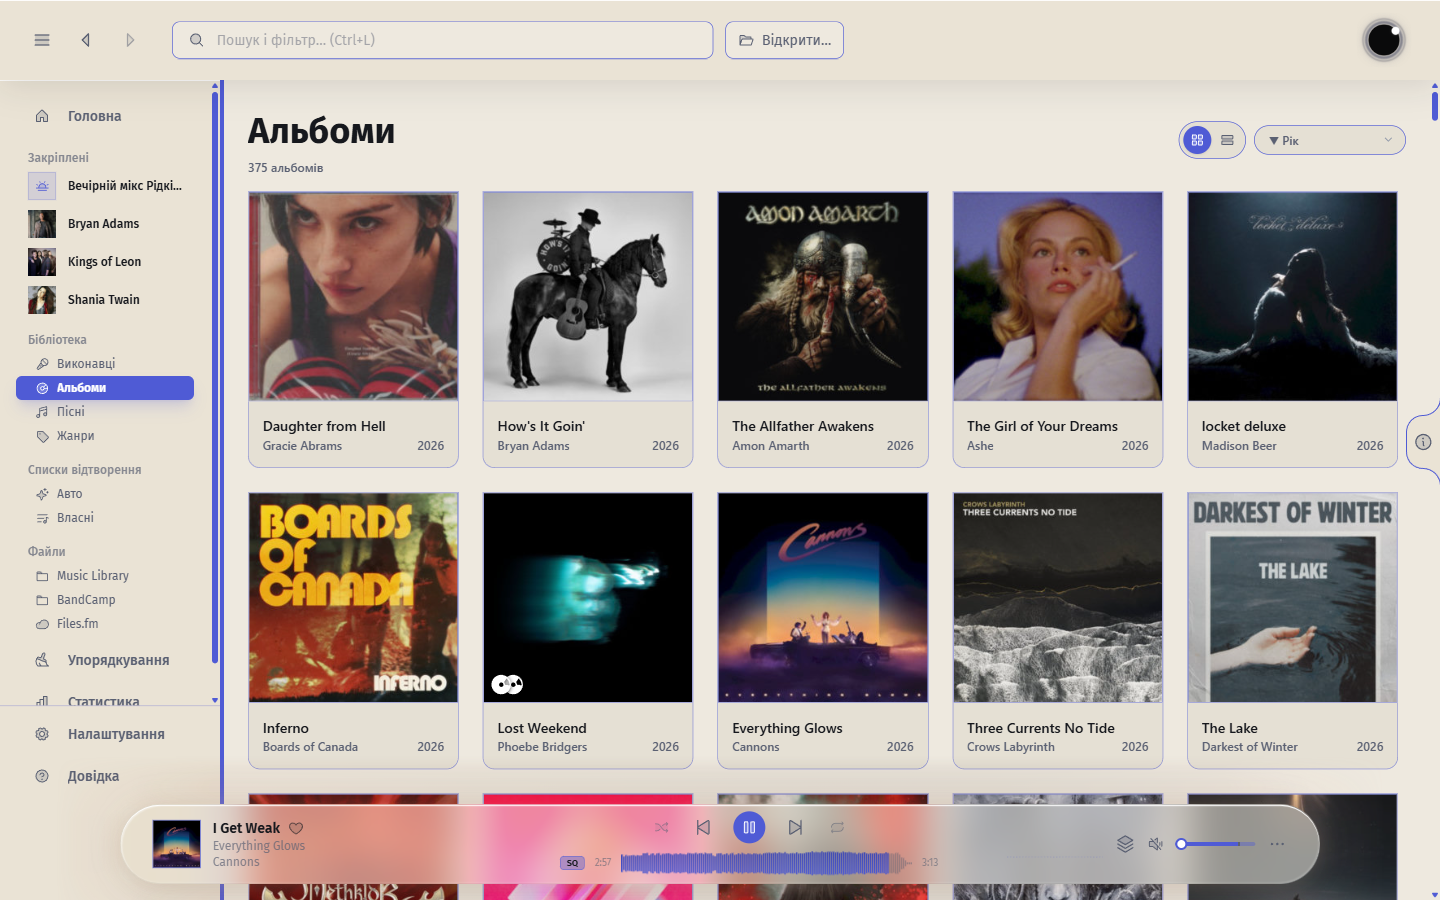 Пошук і фільтр... (Ctrl+L)
Відкрити...
Головна
Закріплені
Вечірній мікс Рідкі...
Bryan Adams
Kings of Leon
Shania Twain
Бібліотека
Виконавці
Альбоми
Пісні
Жанри
Списки відтворення
Авто
Власні
Файли
Music Library
BandCamp
Files.fm
Упорядкування
Статистика
Налаштування
Довідка
Альбоми
375 альбомів
▼ Рік
HOW'S IT
GOIN'
AMON AMARTH
THE ALLFATHER AWAKENS
locket deluxe
Daughter from Hell
Gracie Abrams 2026
How's It Goin'
Bryan Adams 2026
The Allfather Awakens
Amon Amarth 2026
The Girl of Your Dreams
Ashe 2026
locket deluxe
Madison Beer 2026
BOARDS
OF
CANADA
INFERNO
Cannons
EVERYTHING GLOWS
CROWS LABYRINTH
THREE CURRENTS NO TIDE
DARKEST OF WINTER
THE LAKE
Inferno
Boards of Canada 2026
Lost Weekend
Phoebe Bridgers 2026
Everything Glows
Cannons 2026
Three Currents No Tide
Crows Labyrinth 2026
The Lake
Darkest of Winter 2026
I Get Weak
Everything Glows
Cannons
SQ 2:57 3:13